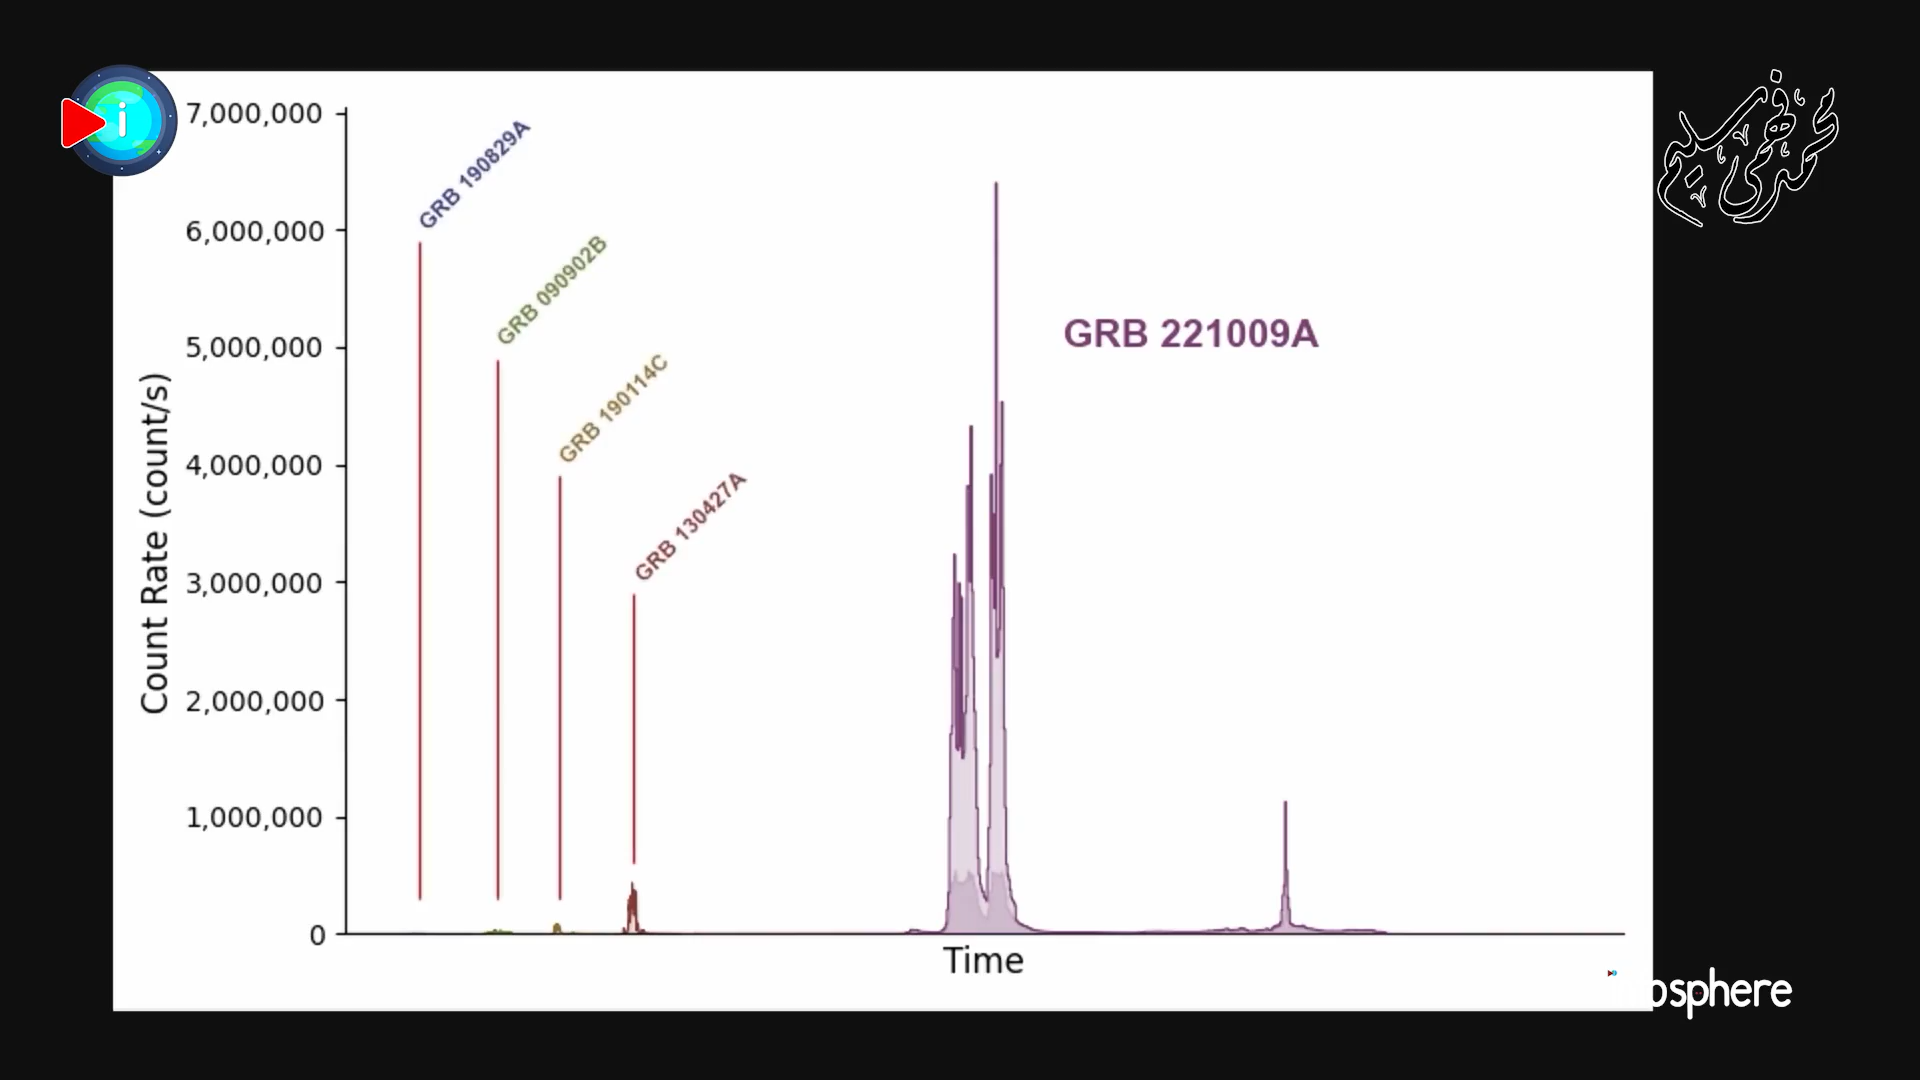 i
7,000,000
6,000,000
5,000,000
4,000,000
3,000,000
2,000,000
1,000,000
0
Count Rate (count/s)
GRB 190829A
GRB 090902B
GRB 190114C
GRB 130427A
GRB 221009A
Time
osphere